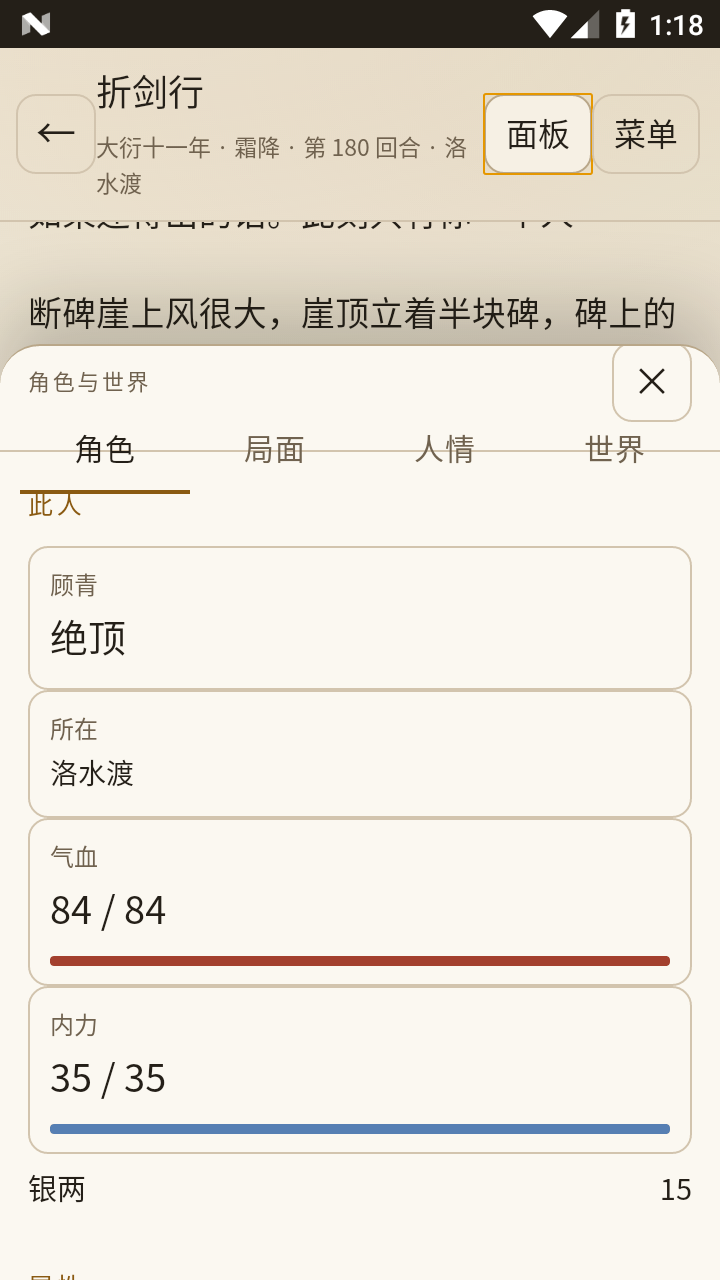 1:18
折剑行
大衍十一年 · 霜降 · 第 180 回合 · 洛
水渡
面板
菜单
断碑崖上风很大，崖顶立着半块碑，碑上的
角色与世界
角色
局面
人情
世界
此人
顾青
绝顶
所在
洛水渡
气血
84 / 84
内力
35 / 35
银两
15